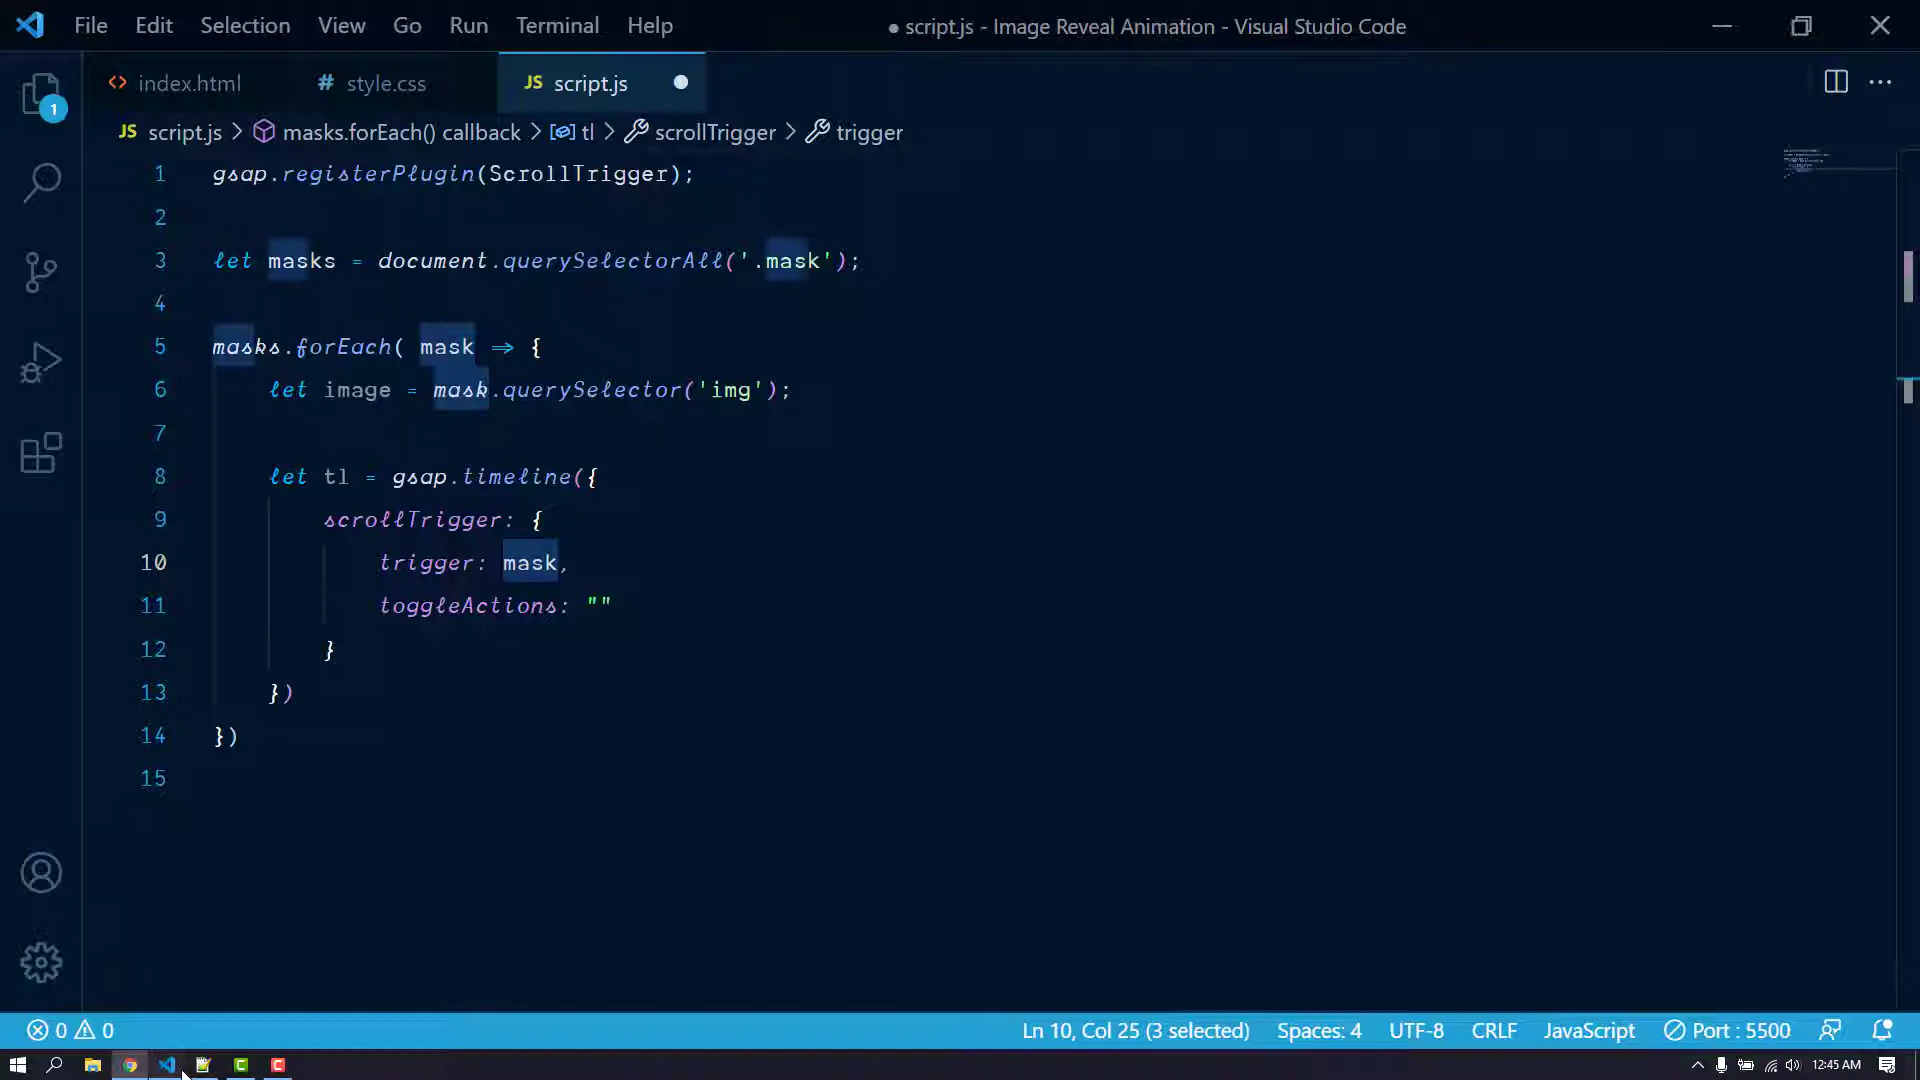 File Edit Selection View Go Run Terminal Help
● script.js - Image Reveal Animation - Visual Studio Code
index.html
# style.css
JS script.js
1
JS script.js > masks.forEach() callback > tl > scrollTrigger > trigger
1 gsap.registerPlugin(ScrollTrigger);
2
3 let masks = document.querySelectorAll('.mask');
4
5 masks.forEach( mask => {
6 let image = mask.querySelector('img');
7
8 let tl = gsap.timeline({
9 scrollTrigger: {
10 trigger: mask,
11 toggleActions: ""
12 }
13 })
14 })
15
0 0
Ln 10, Col 25 (3 selected) Spaces: 4 UTF-8 CRLF JavaScript Port : 5500
12:45 AM